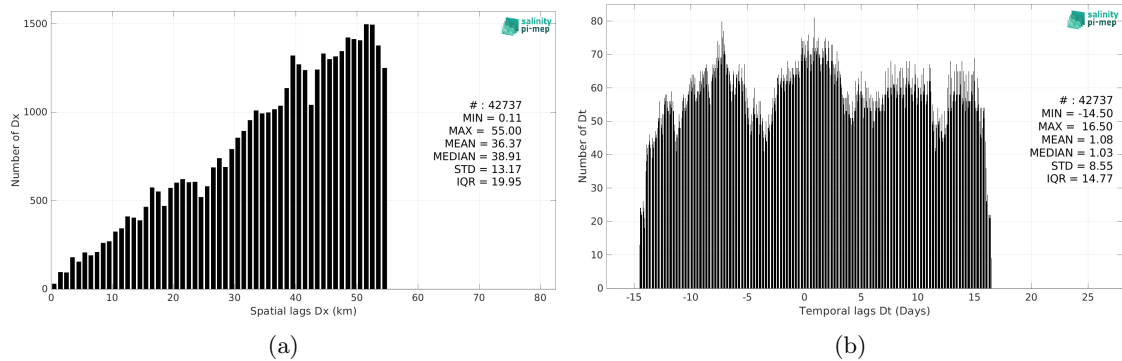 salinity
pi-mep
1500
1000
500
0
Number of Dx
# : 42737
MIN = 0.11
MAX = 55.00
MEAN = 36.37
MEDIAN = 38.91
STD = 13.17
IQR = 19.95
0 10 20 30 40 50 60 70 80
Spatial lags Dx (km)
(a)
salinity
pi-mep
80
70
60
50
40
30
20
10
0
Number of Dt
# : 42737
MIN = -14.50
MAX = 16.50
MEAN = 1.08
MEDIAN = 1.03
STD = 8.55
IQR = 14.77
-15 -10 -5 0 5 10 15 20 25
Temporal lags Dt (Days)
(b)